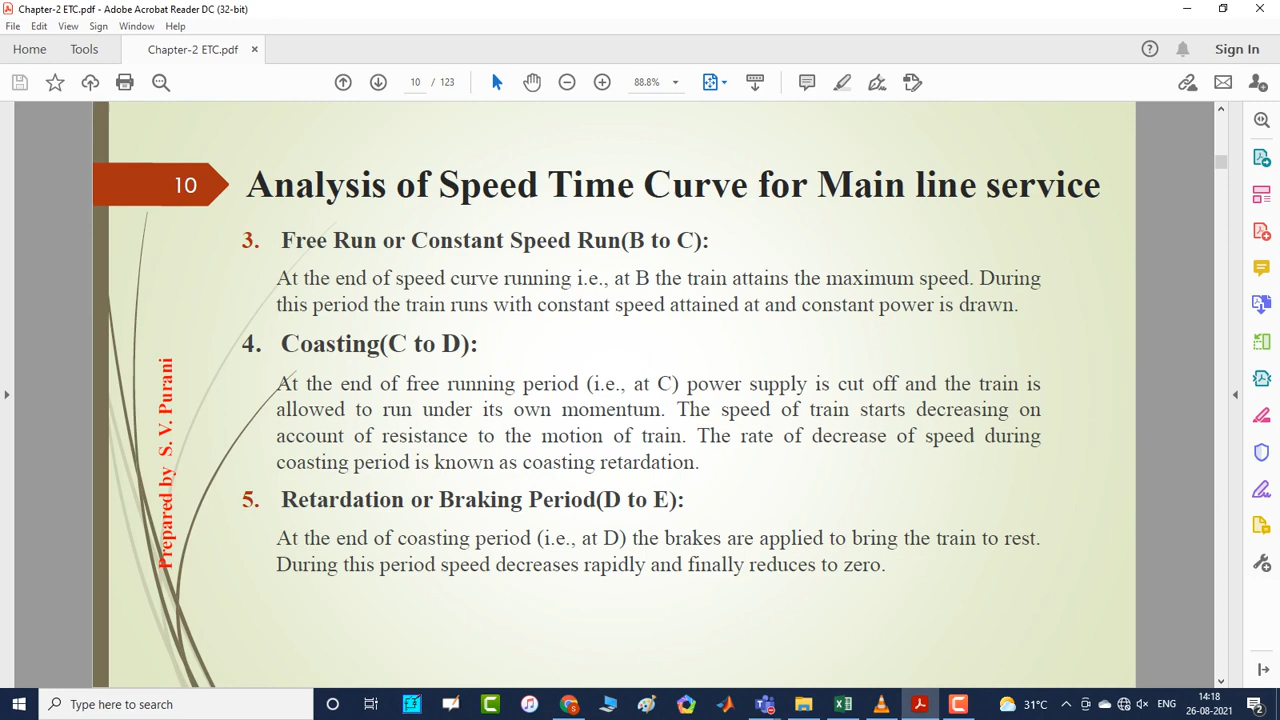 Chapter-2 ETC.pdf - Adobe Acrobat Reader DC (32-bit)
File Edit View Sign Window Help
Home Tools Chapter-2 ETC.pdf × Sign In
10 / 123 88.8%
10 Analysis of Speed Time Curve for Main line service
3. Free Run or Constant Speed Run(B to C):
At the end of speed curve running i.e., at B the train attains the maximum speed. During
this period the train runs with constant speed attained at and constant power is drawn.
4. Coasting(C to D):
At the end of free running period (i.e., at C) power supply is cut off and the train is
allowed to run under its own momentum. The speed of train starts decreasing on
account of resistance to the motion of train. The rate of decrease of speed during
coasting period is known as coasting retardation.
5. Retardation or Braking Period(D to E):
At the end of coasting period (i.e., at D) the brakes are applied to bring the train to rest.
During this period speed decreases rapidly and finally reduces to zero.
Prepared by S. V. Purani
Type here to search
31°C ENG
14:18
26-08-2021
2